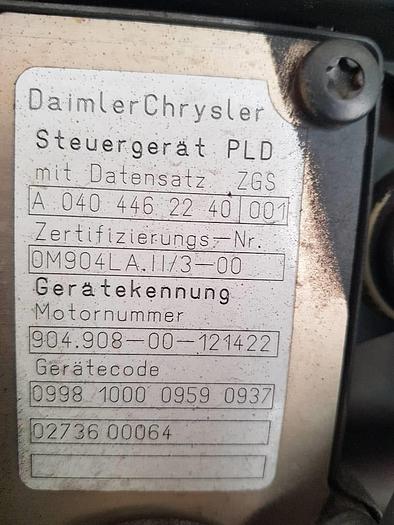 DaimlerChrysler
Steuergerät PLD
mit Datensatz ZGS
A 040 446 22 40 001
Zertifizierungs-Nr.
OM904LA.II/3-00
Gerätekennung
Motornummer
904.908-00-121422
Gerätecode
0998 1000 0959 0937
02736 00064